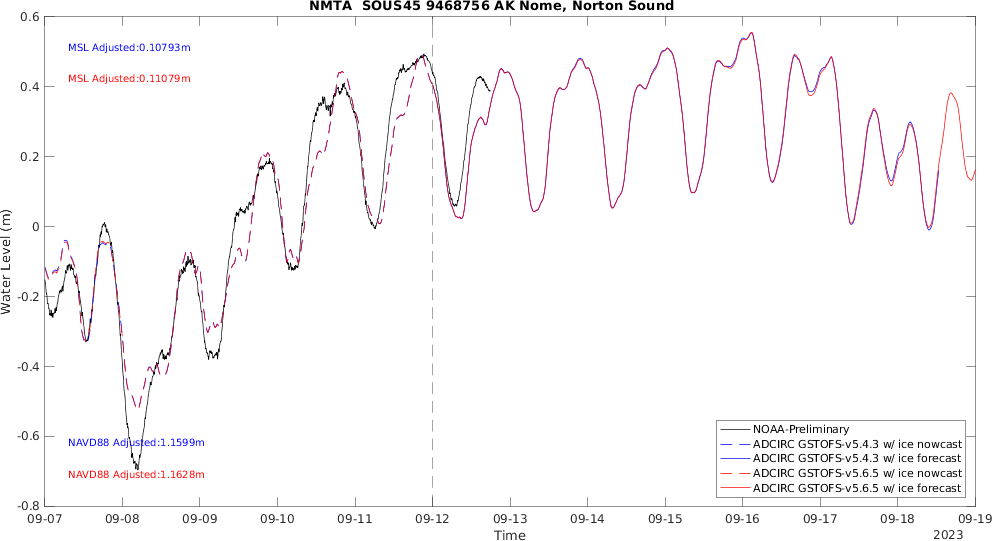 NMTA  SOUS45 9468756 AK Nome, Norton Sound
0.6
0.4
0.2
0
-0.2
-0.4
-0.6
-0.8
Water Level (m)
MSL Adjusted:0.10793m
MSL Adjusted:0.11079m
NAVD88 Adjusted:1.1599m
NAVD88 Adjusted:1.1628m
NOAA-Preliminary
ADCIRC GSTOFS-v5.4.3 w/ ice nowcast
ADCIRC GSTOFS-v5.4.3 w/ ice forecast
ADCIRC GSTOFS-v5.6.5 w/ ice nowcast
ADCIRC GSTOFS-v5.6.5 w/ ice forecast
09-07 09-08 09-09 09-10 09-11 09-12 09-13 09-14 09-15 09-16 09-17 09-18 09-19
Time
2023